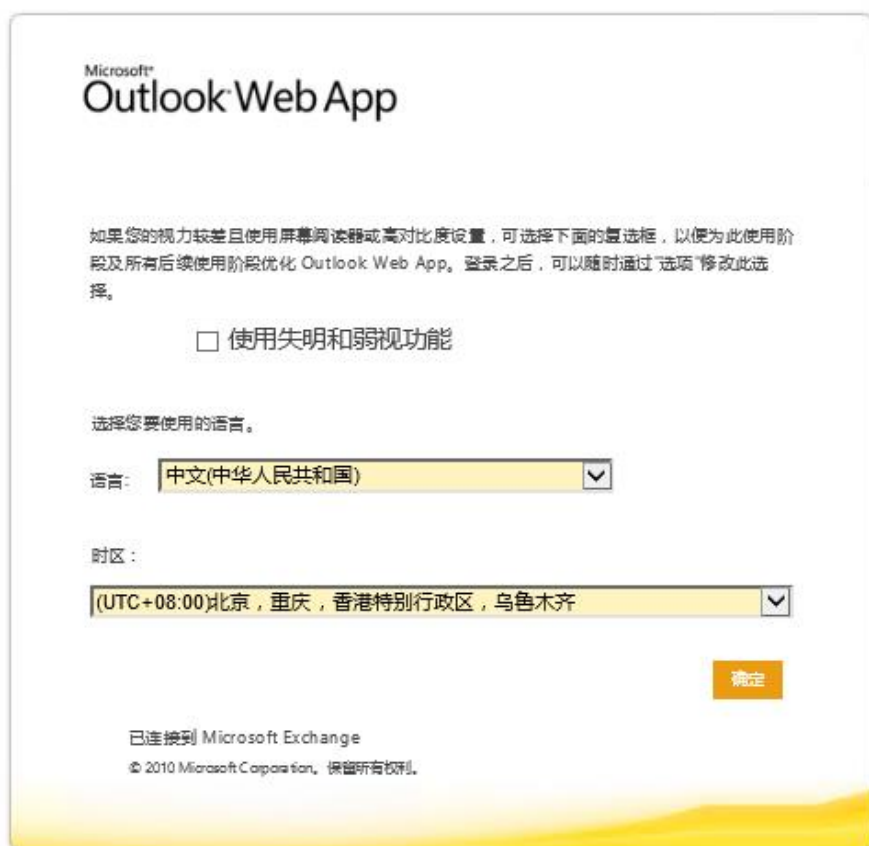 Microsoft®
Outlook Web App
如果您的视力较差且使用屏幕阅读器或高对比度设置，可选择下面的复选框，以便为此使用阶
段及所有后续使用阶段优化 Outlook Web App。登录之后，可以随时通过"选项"修改此选
择。
使用失明和弱视功能
选择您要使用的语言。
语言: 中文(中华人民共和国)
时区：
(UTC+08:00)北京，重庆，香港特别行政区，乌鲁木齐
确定
已连接到 Microsoft Exchange
© 2010 Microsoft Corporation。保留所有权利。